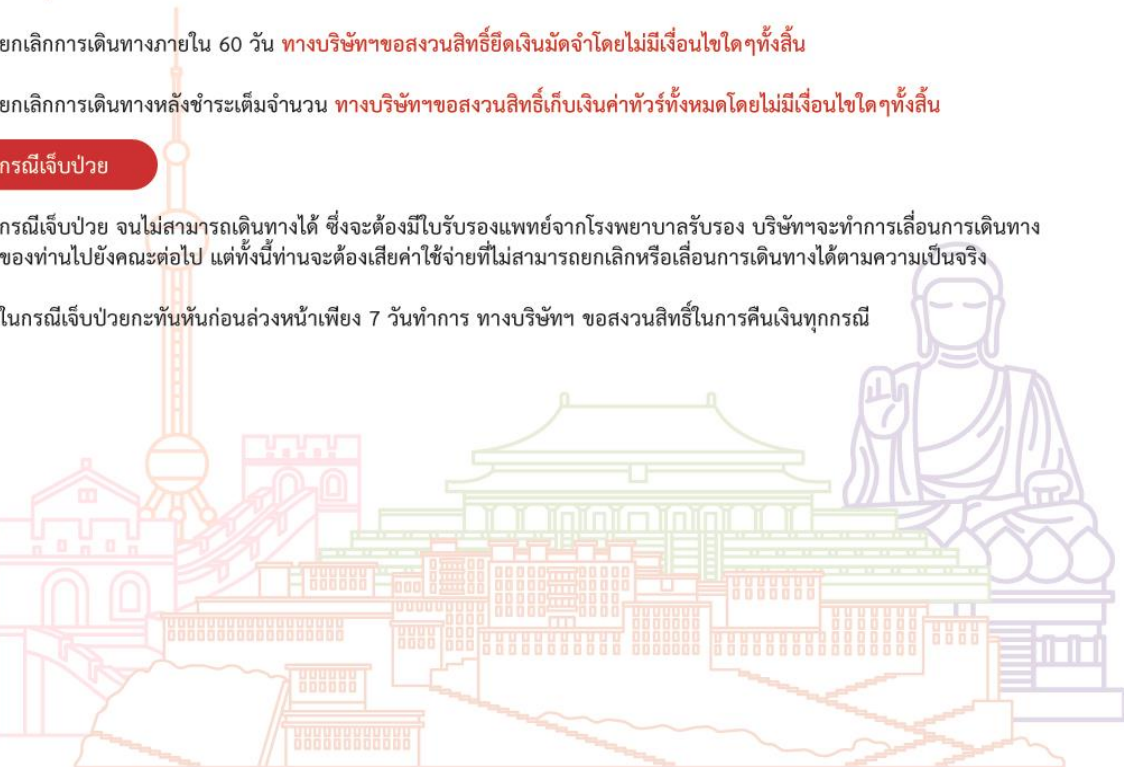 ยกเลิกการเดินทางภายใน 60 วัน ทางบริษัทฯขอสงวนสิทธิ์ยึดเงินมัดจำโดยไม่มีเงื่อนไขใดๆทั้งสิ้น
ยกเลิกการเดินทางหลังชำระเต็มจำนวน ทางบริษัทฯขอสงวนสิทธิ์เก็บเงินค่าทัวร์ทั้งหมดโดยไม่มีเงื่อนไขใดๆทั้งสิ้น
กรณีเจ็บป่วย
กรณีเจ็บป่วย จนไม่สามารถเดินทางได้ ซึ่งจะต้องมีใบรับรองแพทย์จากโรงพยาบาลรับรอง บริษัทฯจะทำการเลื่อนการเดินทาง
ของท่านไปยังคณะต่อไป แต่ทั้งนี้ท่านจะต้องเสียค่าใช้จ่ายที่ไม่สามารถยกเลิกหรือเลื่อนการเดินทางได้ตามความเป็นจริง
ในกรณีเจ็บป่วยกะทันหันก่อนล่วงหน้าเพียง 7 วันทำการ ทางบริษัทฯ ขอสงวนสิทธิ์ในการคืนเงินทุกกรณี